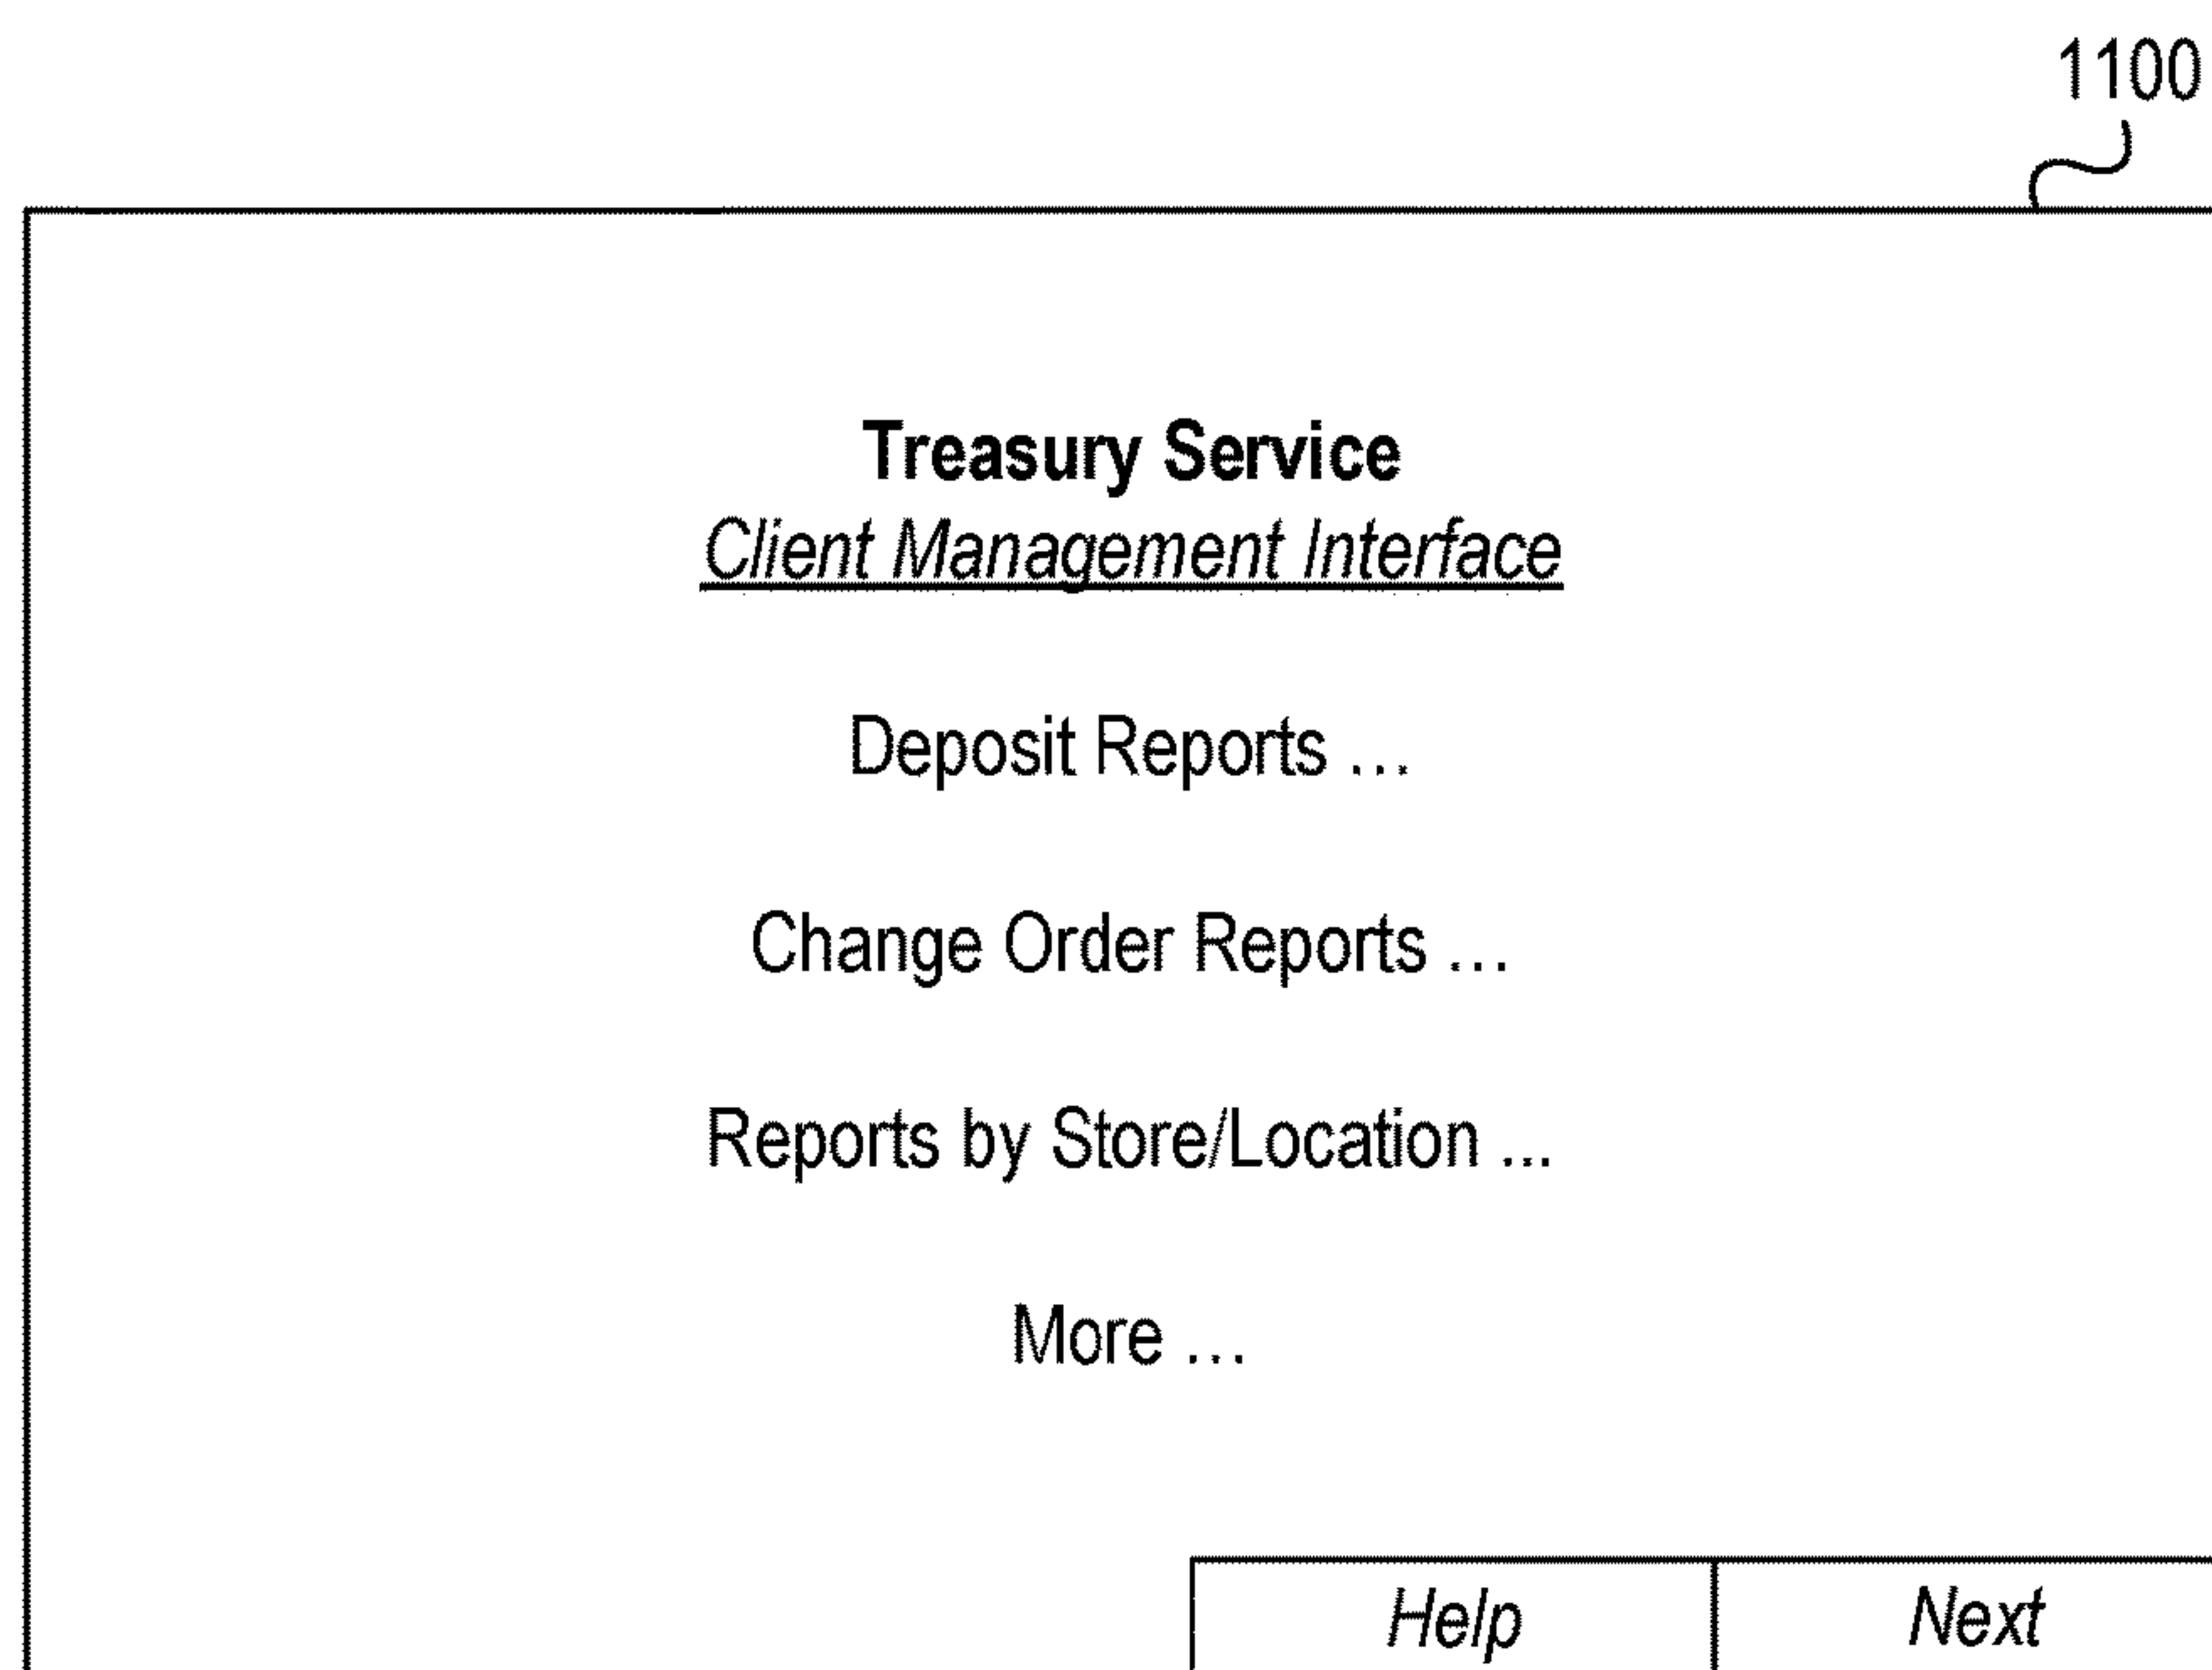 1100
Treasury Service
Client Management Interface
Deposit Reports ...
Change Order Reports ...
Reports by Store/Location ...
More ...
Help Next